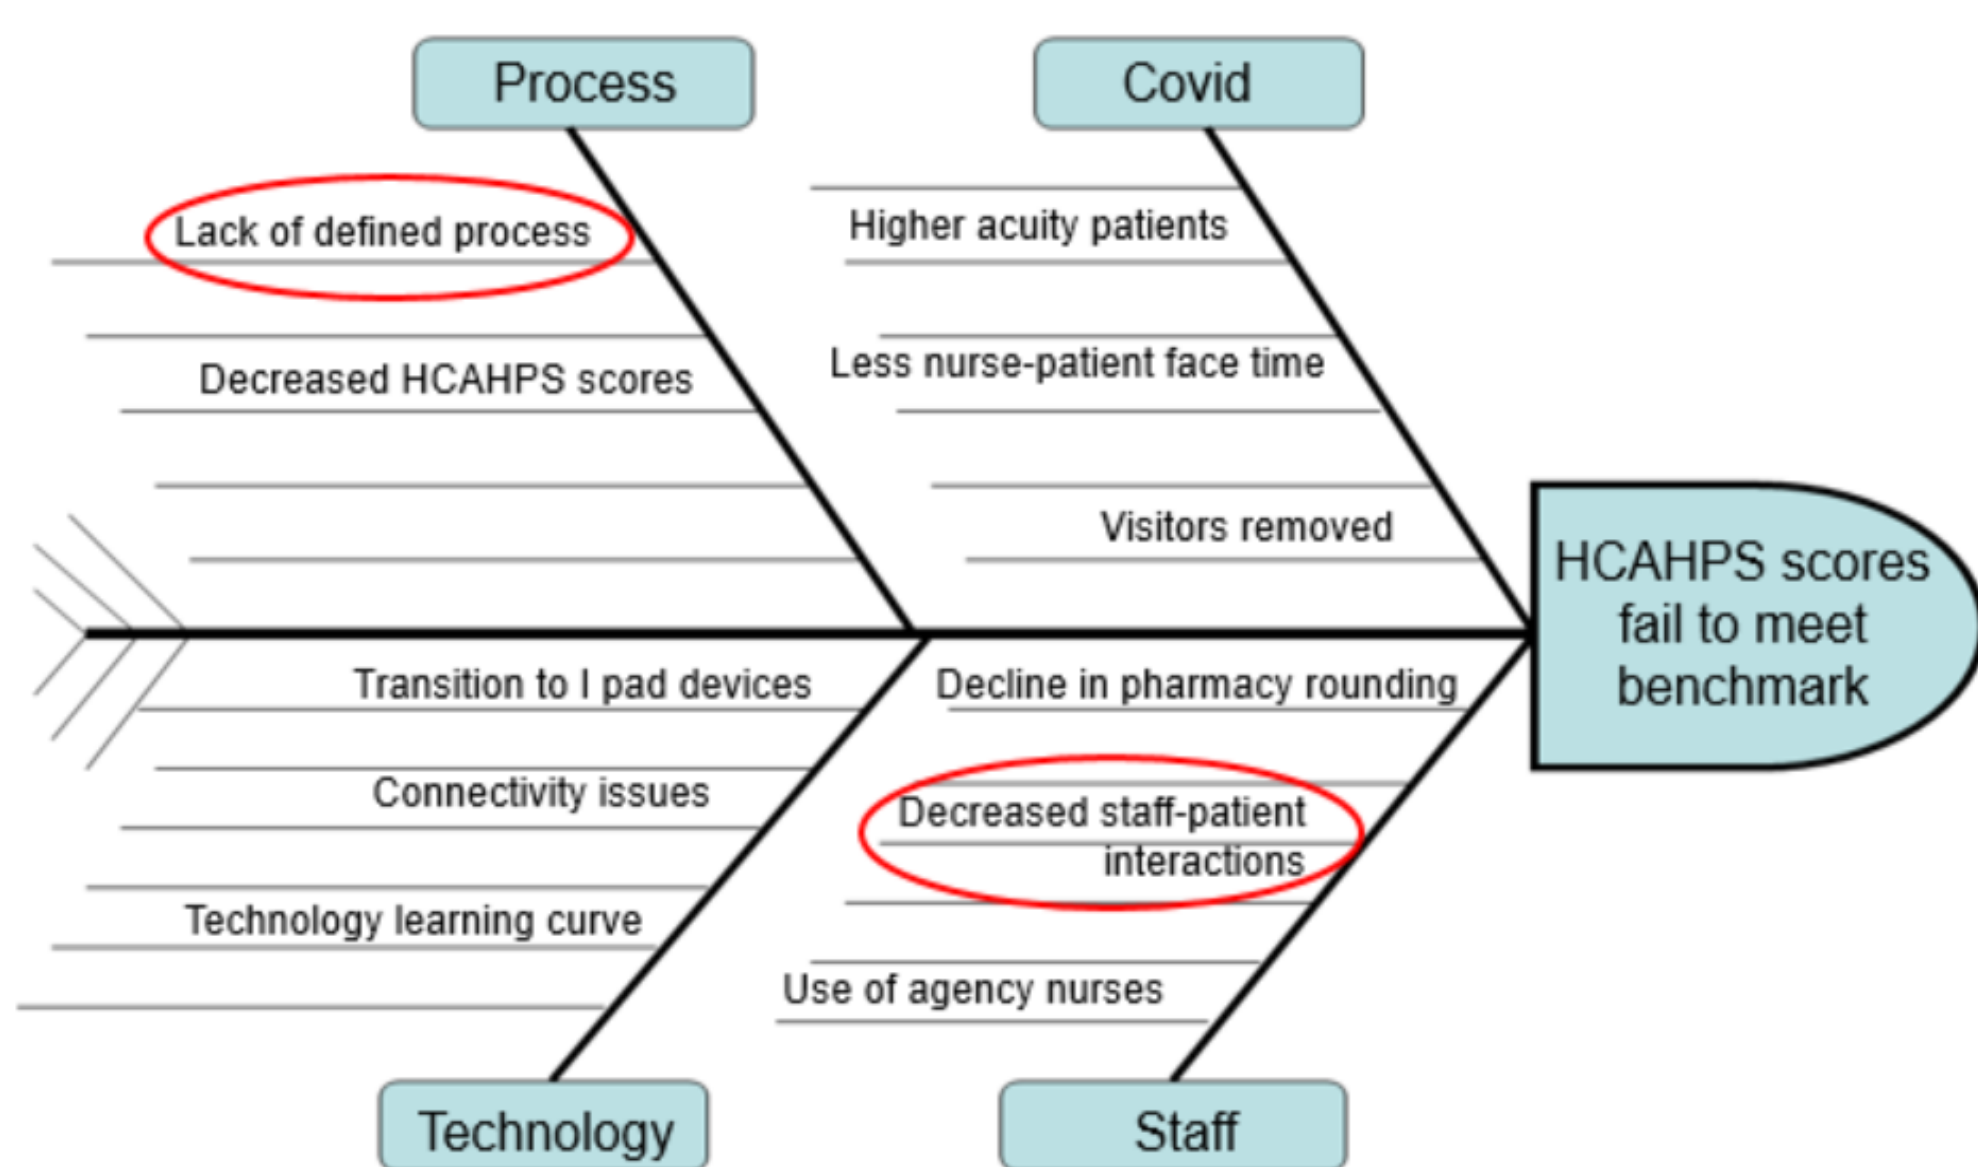 Process
Covid
Lack of defined process
Higher acuity patients
Decreased HCAHPS scores
Less nurse-patient face time
Visitors removed
HCAHPS scores
fail to meet
benchmark
Transition to I pad devices
Decline in pharmacy rounding
Connectivity issues
Decreased staff-patient
interactions
Technology learning curve
Use of agency nurses
Technology
Staff